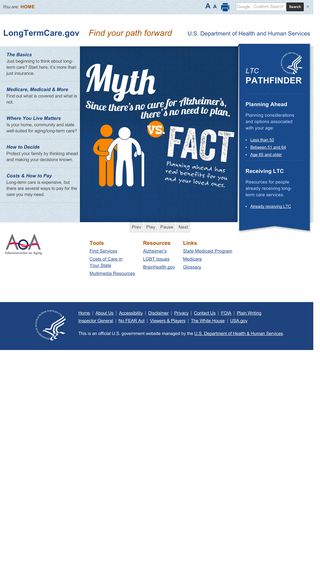 You are: HOME
A A
Google Custom Search Search x
LongTermCare.gov Find your path forward
U.S. Department of Health and Human Services
The Basics
Just beginning to think about long-
term care? Start here. It's more than
just insurance.
Medicare, Medicaid & More
Find out what is covered and what is
not.
Where You Live Matters
Is your home, community and state
well-suited for aging/long-term care?
How to Decide
Protect your family by thinking ahead
and making your decisions known.
Costs & How to Pay
Long-term care is expensive, but
there are several ways to pay for the
care you may need.
Myth
Since there's no cure for Alzheimer's,
there's no need to plan.
VS.
FACT
Planning ahead has
real benefits for you
and your loved ones.
LTC
PATHFINDER
Planning Ahead
Planning considerations
and options associated
with your age:
Less than 50
Between 51 and 64
Age 65 and older
Receiving LTC
Resources for people
already receiving long-
term care services.
Already receiving LTC
Prev Play Pause Next
AoA
Administration on Aging
Tools
Find Services
Costs of Care in
Your State
Multimedia Resources
Resources
Alzheimer's
LGBT Issues
Brainhealth.gov
Links
State Medicaid Program
Medicare
Glossary
Home | About Us | Accessibility | Disclaimer | Privacy | Contact Us | FOIA | Plain Writing
Inspector General | No FEAR Act | Viewers & Players | The White House | USA.gov
This is an official U.S. government website managed by the U.S. Department of Health & Human Services.